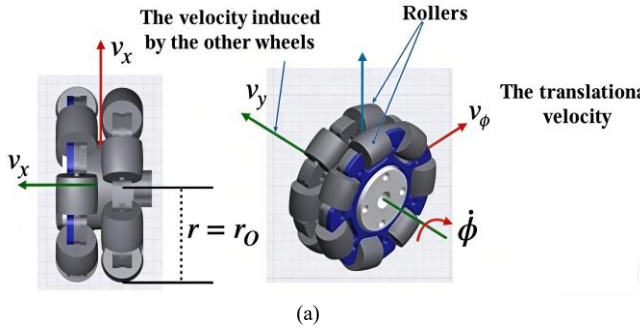 The velocity induced
by the other wheels
Rollers
v_x
v_x
r = r_O
v_y
v_ϕ
The translationa
velocity
ϕ̇
(a)